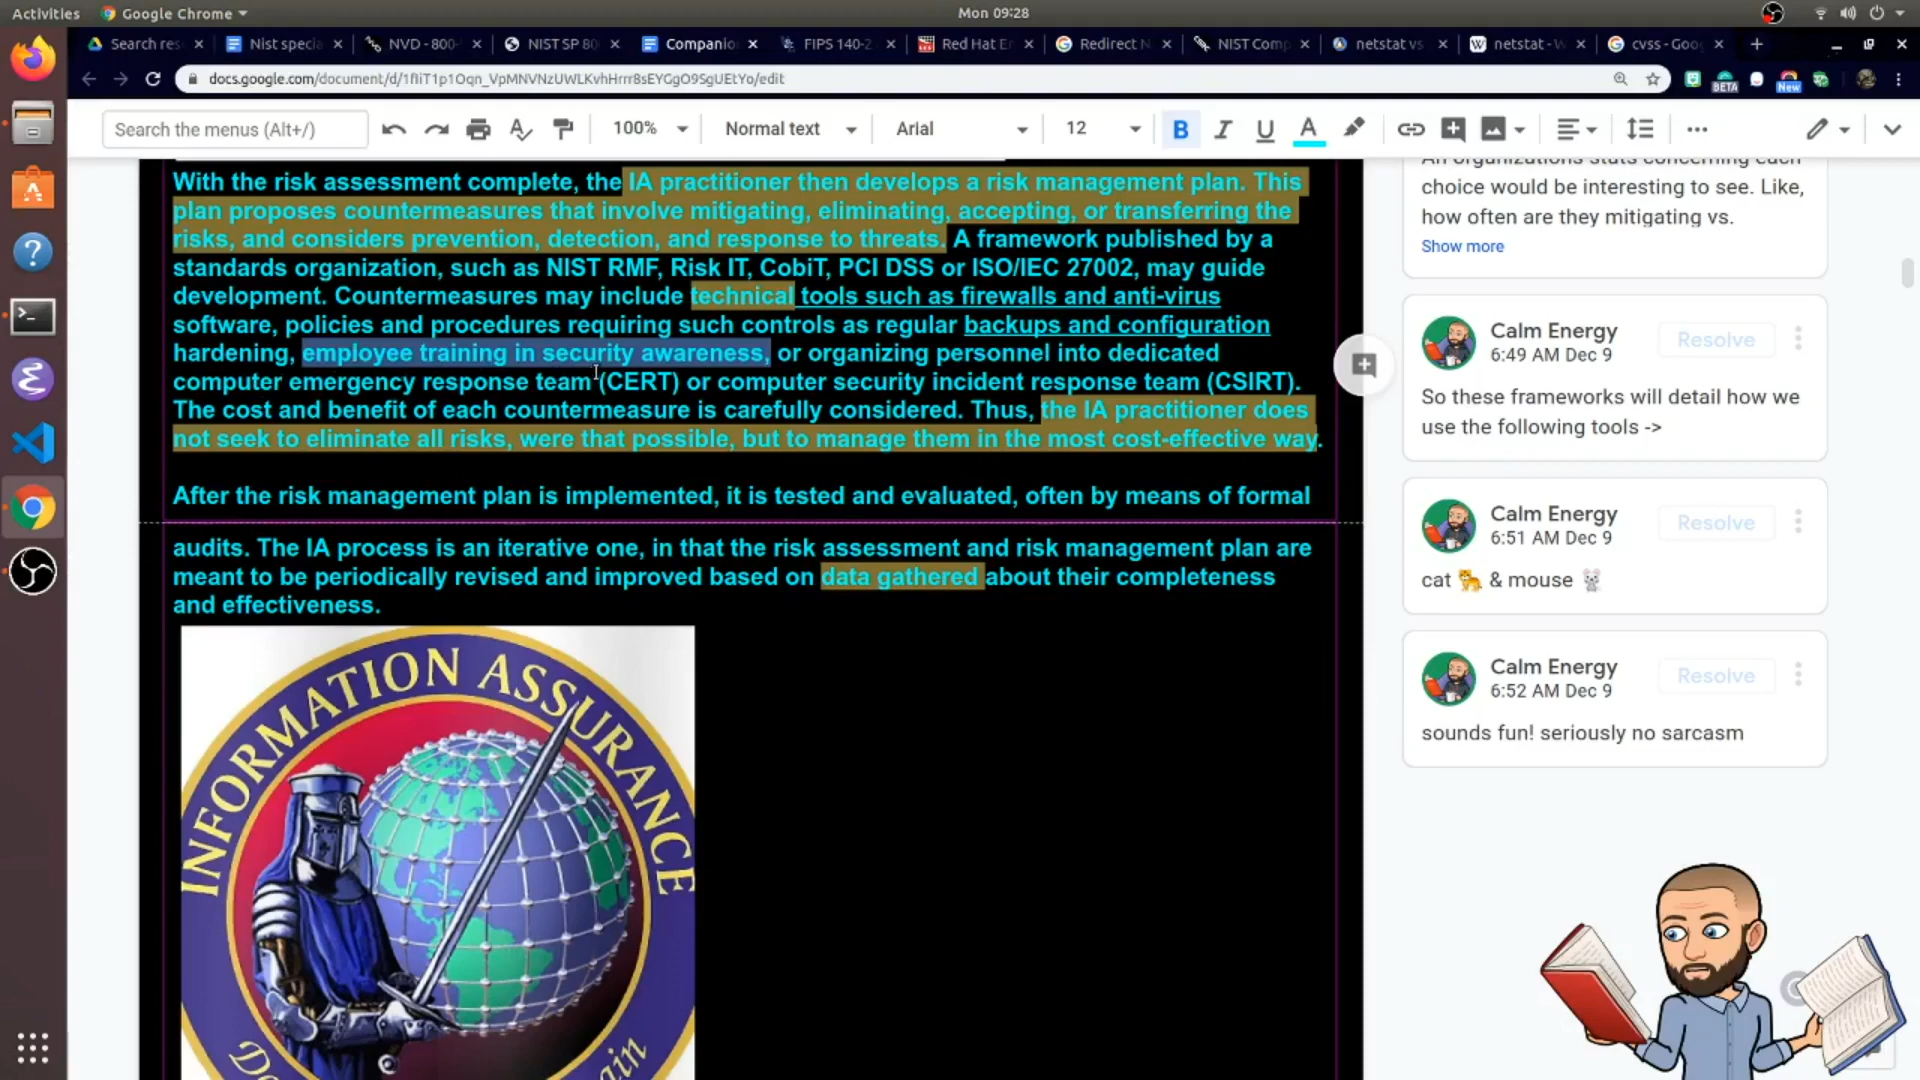 Activities
Google Chrome
Mon 09:28
Search res
Nist specia
NVD - 800-
NIST SP 80
Companio
FIPS 140-2
Red Hat E
Redirect N
NIST Comp
netstat vs
netstat - W
cvss - Goo
docs.google.com/document/d/1fIiT1p1Oqn_VpMNVNzUWLKvhHrrr8sEYGgO9SgUEtYo/edit
BETA
New
Search the menus (Alt+/)
100%
Normal text
Arial
12
B
I
U
A
With the risk assessment complete, the IA practitioner then develops a risk management plan. This
plan proposes countermeasures that involve mitigating, eliminating, accepting, or transferring the
risks, and considers prevention, detection, and response to threats. A framework published by a
standards organization, such as NIST RMF, Risk IT, CobiT, PCI DSS or ISO/IEC 27002, may guide
development. Countermeasures may include technical tools such as firewalls and anti-virus
software, policies and procedures requiring such controls as regular backups and configuration
hardening, employee training in security awareness, or organizing personnel into dedicated
computer emergency response team (CERT) or computer security incident response team (CSIRT).
The cost and benefit of each countermeasure is carefully considered. Thus, the IA practitioner does
not seek to eliminate all risks, were that possible, but to manage them in the most cost-effective way.
After the risk management plan is implemented, it is tested and evaluated, often by means of formal
audits. The IA process is an iterative one, in that the risk assessment and risk management plan are
meant to be periodically revised and improved based on data gathered about their completeness
and effectiveness.
INFORMATION ASSURANCE
An organizations stats concerning each
choice would be interesting to see. Like,
how often are they mitigating vs.
Show more
Calm Energy
Resolve
6:49 AM Dec 9
So these frameworks will detail how we
use the following tools ->
Calm Energy
Resolve
6:51 AM Dec 9
cat 🐅 & mouse 🐭
Calm Energy
Resolve
6:52 AM Dec 9
sounds fun! seriously no sarcasm